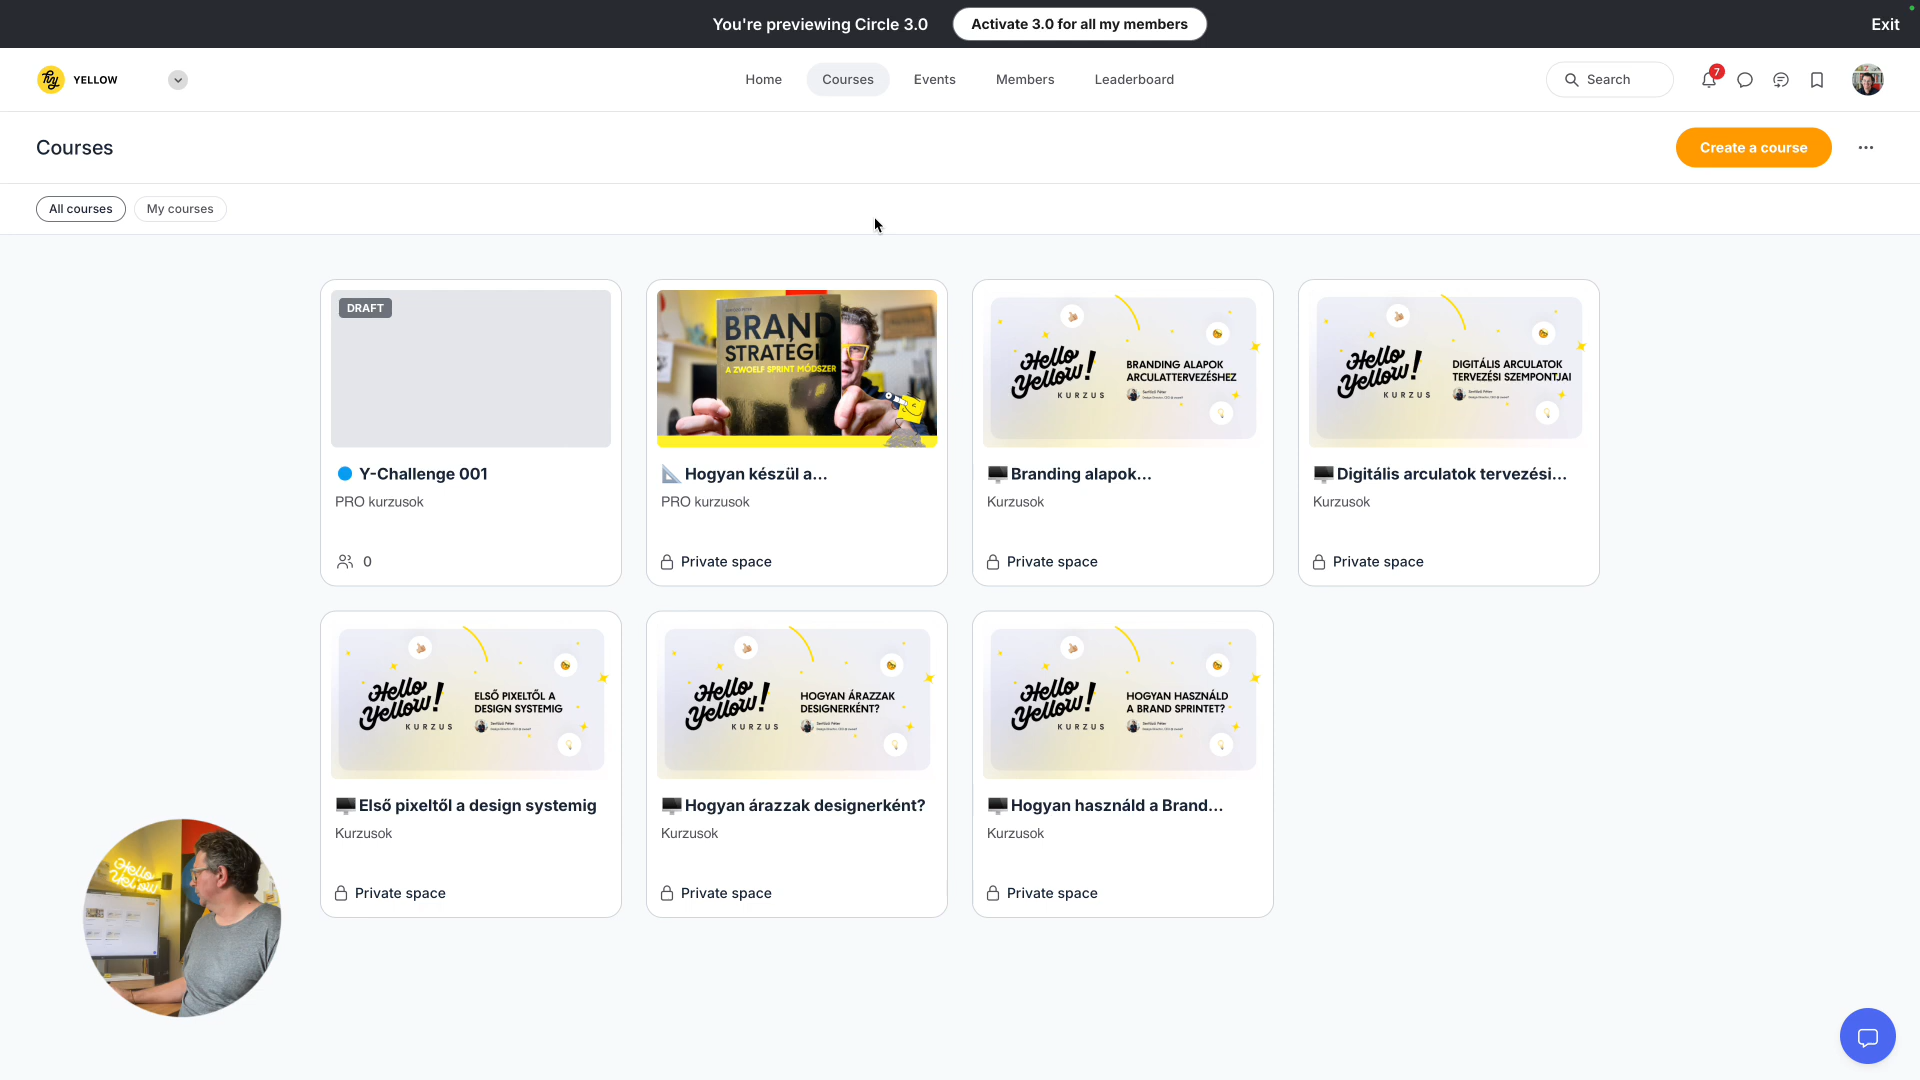 You're previewing Circle 3.0
Activate 3.0 for all my members
Exit
hy
YELLOW
Home
Courses
Events
Members
Leaderboard
Search
7
Courses
Create a course
All courses
My courses
DRAFT
Y-Challenge 001
PRO kurzusok
0
BRAND
STRATÉGI
A ZWOELF SPRINT MÓDSZER
Hogyan készül a...
PRO kurzusok
Private space
Hello
Yellow!
KURZUS
BRANDING ALAPOK
ARCULATTERVEZÉSHEZ
Branding alapok...
Kurzusok
Private space
Hello
Yellow!
KURZUS
DIGITÁLIS ARCULATOK
TERVEZÉSI SZEMPONTJAI
Digitális arculatok tervezési...
Kurzusok
Private space
Hello
Yellow!
KURZUS
ELSŐ PIXELTŐL A
DESIGN SYSTEMIG
Első pixeltől a design systemig
Kurzusok
Private space
Hello
Yellow!
KURZUS
HOGYAN ÁRAZZAK
DESIGNERKÉNT?
Hogyan árazzak designerként?
Kurzusok
Private space
Hello
Yellow!
KURZUS
HOGYAN HASZNÁLD
A BRAND SPRINTET?
Hogyan használd a Brand...
Kurzusok
Private space
Hello
Yellow